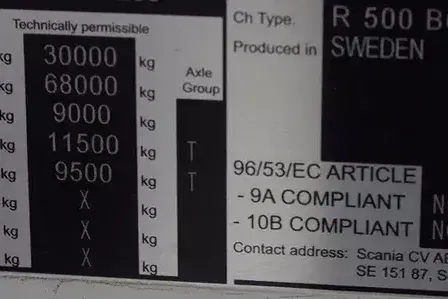 Technically permissible
kg 30000 kg Axle Group
kg 68000 kg
kg 9000 kg
kg 11500 kg T
kg 9500 kg T
kg X kg
kg X kg
kg X kg
Ch Type. R 500
Produced in SWEDEN
96/53/EC ARTICLE
- 9A COMPLIANT
- 10B COMPLIANT
Contact address: Scania CV
SE 151 87,